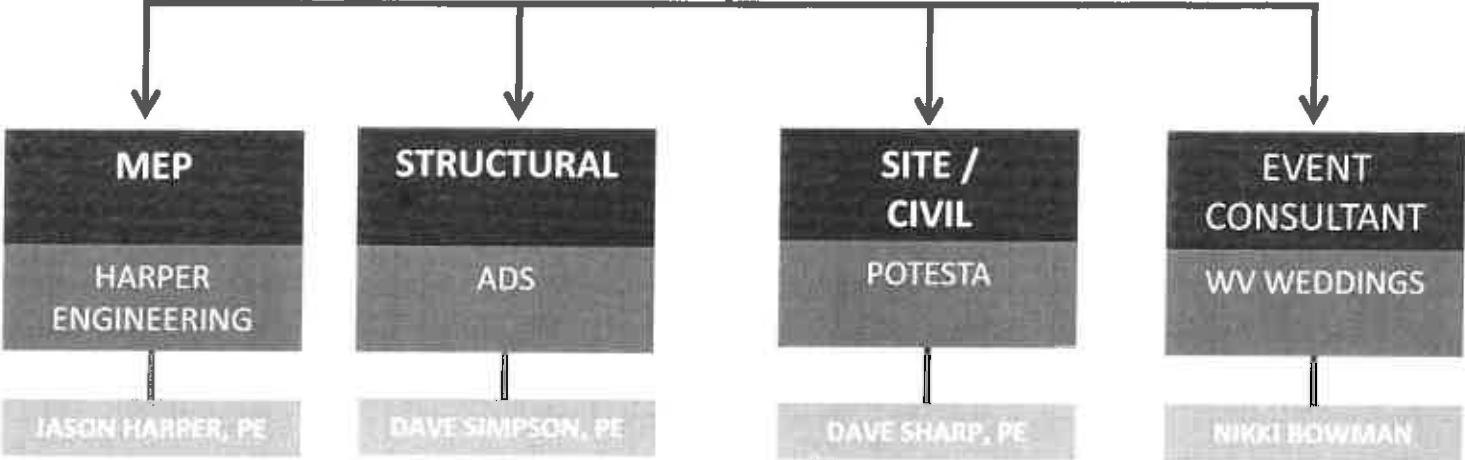 MEP
HARPER
ENGINEERING
JASON HARPER, PE
STRUCTURAL
ADS
DAVE SIMPSON, PE
SITE /
CIVIL
POTESTA
DAVE SHARP, PE
EVENT
CONSULTANT
WV WEDDINGS
NIKKI BOWMAN